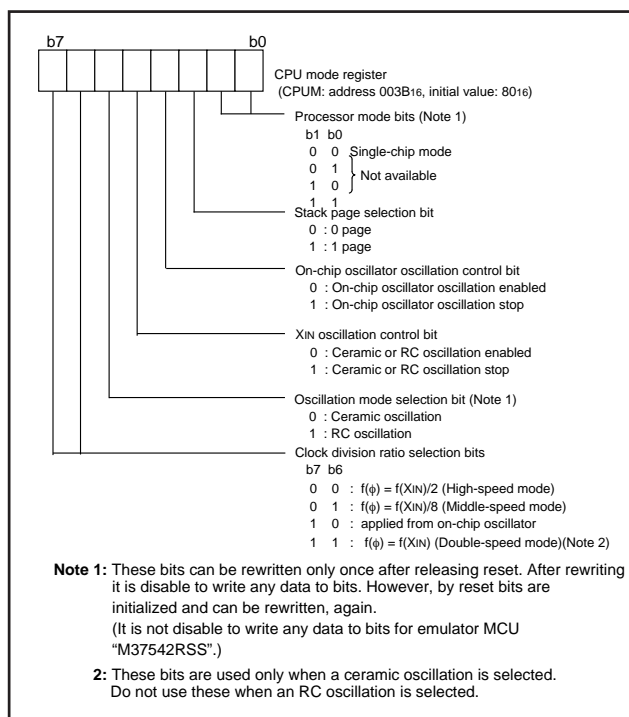 b7 b0
CPU mode register
(CPUM: address 003B16, initial value: 8016)
Processor mode bits (Note 1)
b1 b0
0 0 Single-chip mode
0 1
Not available
1 0
1 1
Stack page selection bit
0 : 0 page
1 : 1 page
On-chip oscillator oscillation control bit
0 : On-chip oscillator oscillation enabled
1 : On-chip oscillator oscillation stop
XIN oscillation control bit
0 : Ceramic or RC oscillation enabled
1 : Ceramic or RC oscillation stop
Oscillation mode selection bit (Note 1)
0 : Ceramic oscillation
1 : RC oscillation
Clock division ratio selection bits
b7 b6
0 0 : f(φ) = f(XIN)/2 (High-speed mode)
0 1 : f(φ) = f(XIN)/8 (Middle-speed mode)
1 0 : applied from on-chip oscillator
1 1 : f(φ) = f(XIN) (Double-speed mode)(Note 2)
Note 1: These bits can be rewritten only once after releasing reset. After rewriting
it is disable to write any data to bits. However, by reset bits are
initialized and can be rewritten, again.
(It is not disable to write any data to bits for emulator MCU
“M37542RSS”.)
2: These bits are used only when a ceramic oscillation is selected.
Do not use these when an RC oscillation is selected.